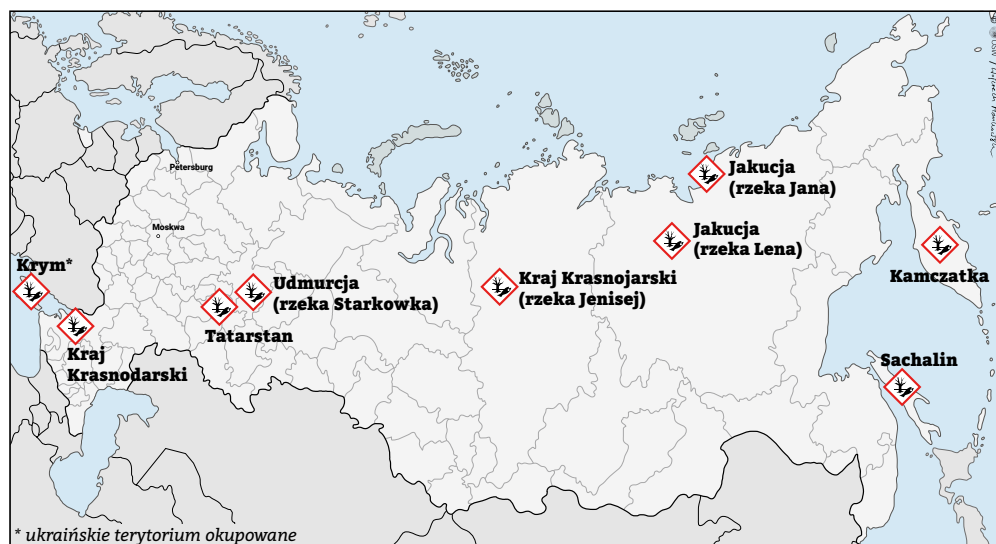 Petersburg
Moskwa
Krym*
Kraj
Krasnodarski
Udmurcja
(rzeka Starkowka)
Tatarstan
Kraj Krasnojarski
(rzeka Jenisej)
Jakucja
(rzeka Jana)
Jakucja
(rzeka Lena)
Kamczatka
Sachalin
* ukraińskie terytorium okupowane